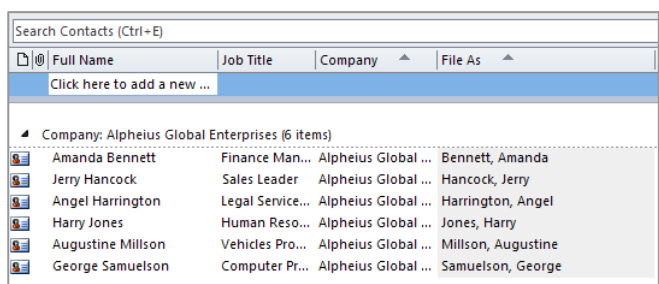 Search Contacts (Ctrl+E)
Full Name Job Title Company File As
Click here to add a new ...
Company: Alpheius Global Enterprises (6 items)
Amanda Bennett Finance Man... Alpheius Global ... Bennett, Amanda
Jerry Hancock Sales Leader Alpheius Global ... Hancock, Jerry
Angel Harrington Legal Service... Alpheius Global ... Harrington, Angel
Harry Jones Human Reso... Alpheius Global ... Jones, Harry
Augustine Millson Vehicles Pro... Alpheius Global ... Millson, Augustine
George Samuelson Computer Pr... Alpheius Global ... Samuelson, George